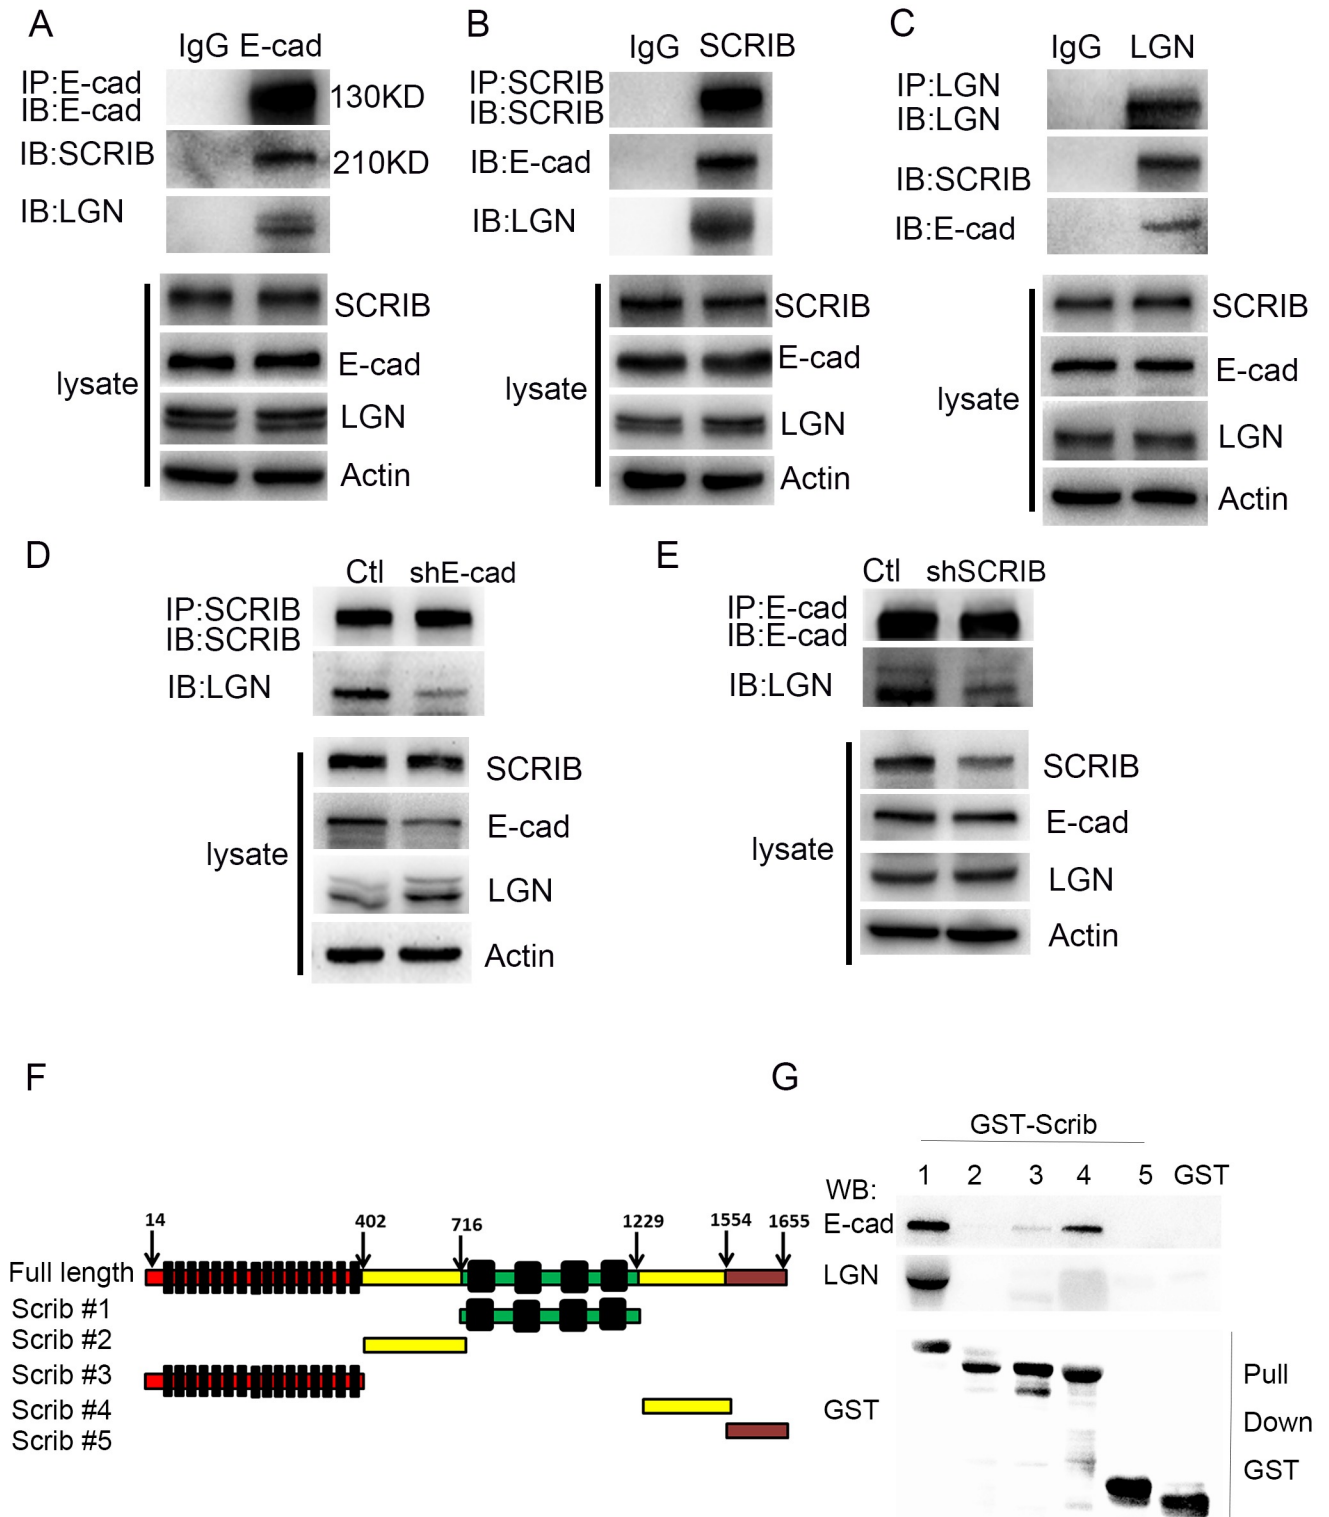 A
IgG E-cad
IP:E-cad
IB:E-cad
130KD
IB:SCRIB
210KD
IB:LGN
lysate
SCRIB
E-cad
LGN
Actin
B
IgG SCRIB
IP:SCRIB
IB:SCRIB
IB:E-cad
IB:LGN
lysate
SCRIB
E-cad
LGN
Actin
C
IgG LGN
IP:LGN
IB:LGN
IB:SCRIB
IB:E-cad
lysate
SCRIB
E-cad
LGN
Actin
D
Ctl shE-cad
IP:SCRIB
IB:SCRIB
IB:LGN
lysate
SCRIB
E-cad
LGN
Actin
E
Ctl shSCRIB
IP:E-cad
IB:E-cad
IB:LGN
lysate
SCRIB
E-cad
LGN
Actin
F
14 402 716 1229 1554 1655
Full length
Scrib #1
Scrib #2
Scrib #3
Scrib #4
Scrib #5
G
GST-Scrib
1 2 3 4 5 GST
WB:
E-cad
LGN
GST
Pull
Down
GST